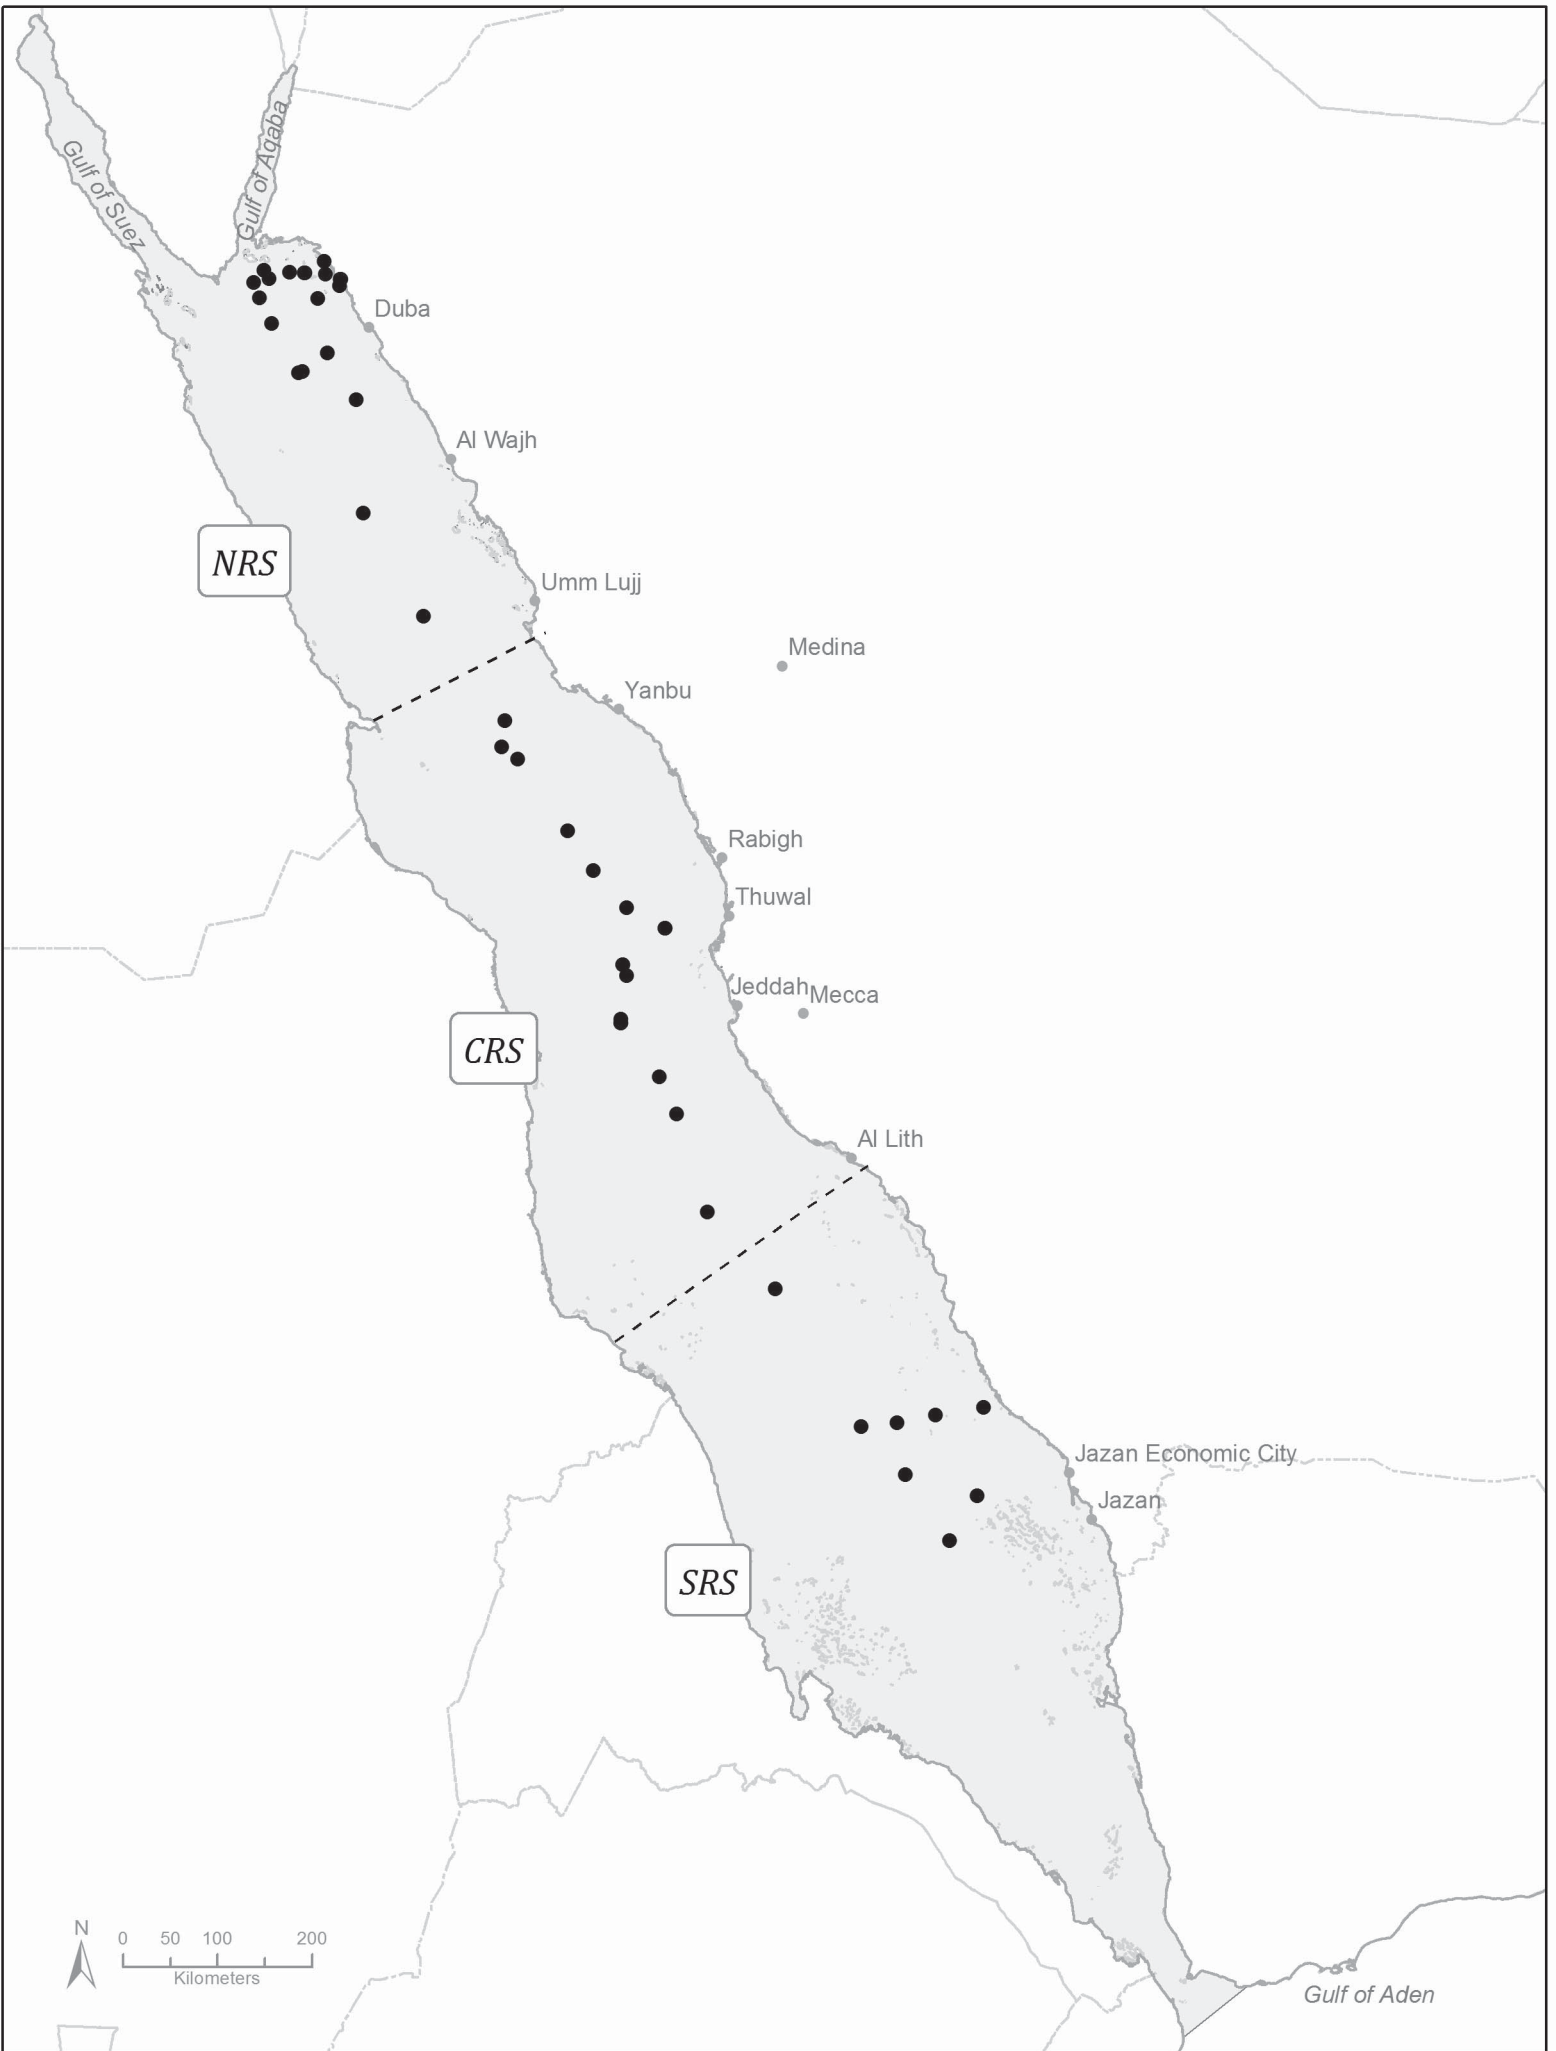 Gulf of Suez
Gulf of Aqaba
Duba
Al Wajh
NRS
Umm Lujj
Medina
Yanbu
Rabigh
Thuwal
Jeddah
Mecca
CRS
Al Lith
Jazan Economic City
Jazan
SRS
N
0 50 100 200
Kilometers
Gulf of Aden